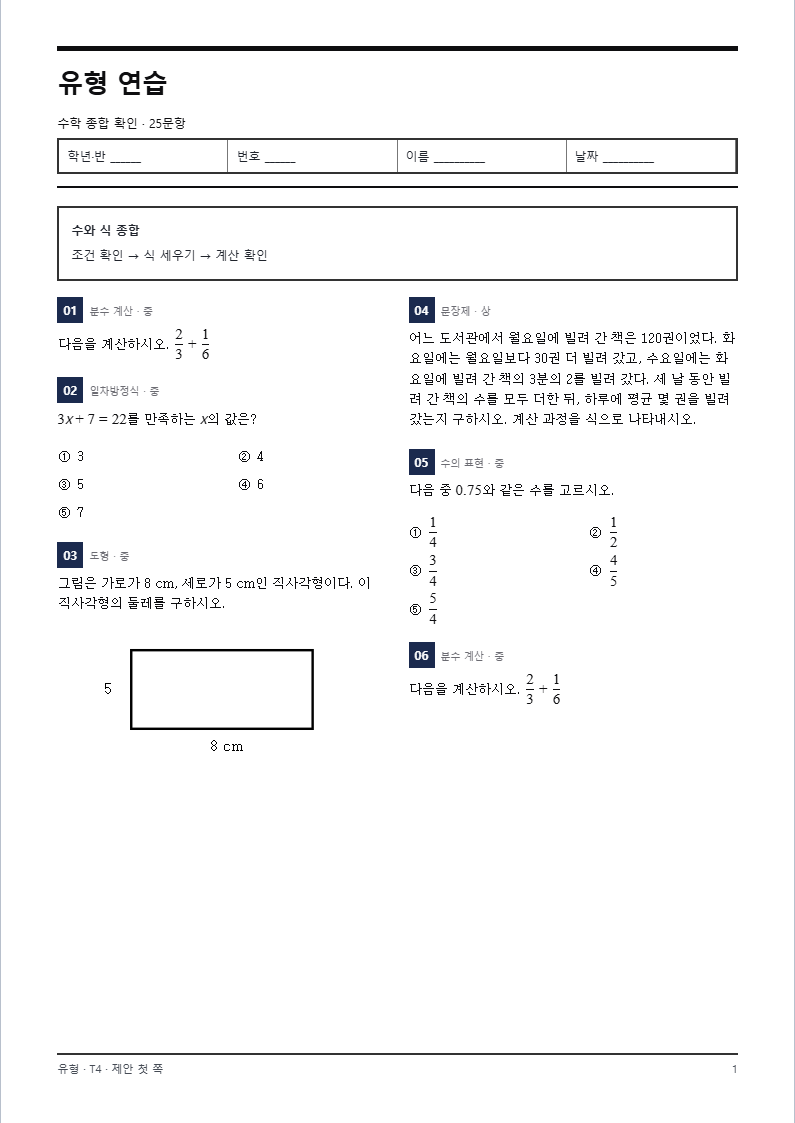 유형 연습
수학 종합 확인 · 25문항
학년·반 _____ 번호 _____ 이름 ________ 날짜 ________
수와 식 종합
조건 확인 → 식 세우기 → 계산 확인
01 분수 계산 · 중
다음을 계산하시오. 2/3 + 1/6
02 일차방정식 · 중
3x + 7 = 22를 만족하는 x의 값은?
① 3 ② 4
③ 5 ④ 6
⑤ 7
03 도형 · 중
그림은 가로가 8 cm, 세로가 5 cm인 직사각형이다. 이
직사각형의 둘레를 구하시오.
5
8 cm
04 문장제 · 상
어느 도서관에서 월요일에 빌려 간 책은 120권이었다. 화
요일에는 월요일보다 30권 더 빌려 갔고, 수요일에는 화
요일에 빌려 간 책의 3분의 2를 빌려 갔다. 세 날 동안 빌
려 간 책의 수를 모두 더한 뒤, 하루에 평균 몇 권을 빌려
갔는지 구하시오. 계산 과정을 식으로 나타내시오.
05 수의 표현 · 중
다음 중 0.75와 같은 수를 고르시오.
① 1/4 ② 1/2
③ 3/4 ④ 4/5
⑤ 5/4
06 분수 계산 · 중
다음을 계산하시오. 2/3 + 1/6
유형 · T4 · 제안 첫 쪽 1